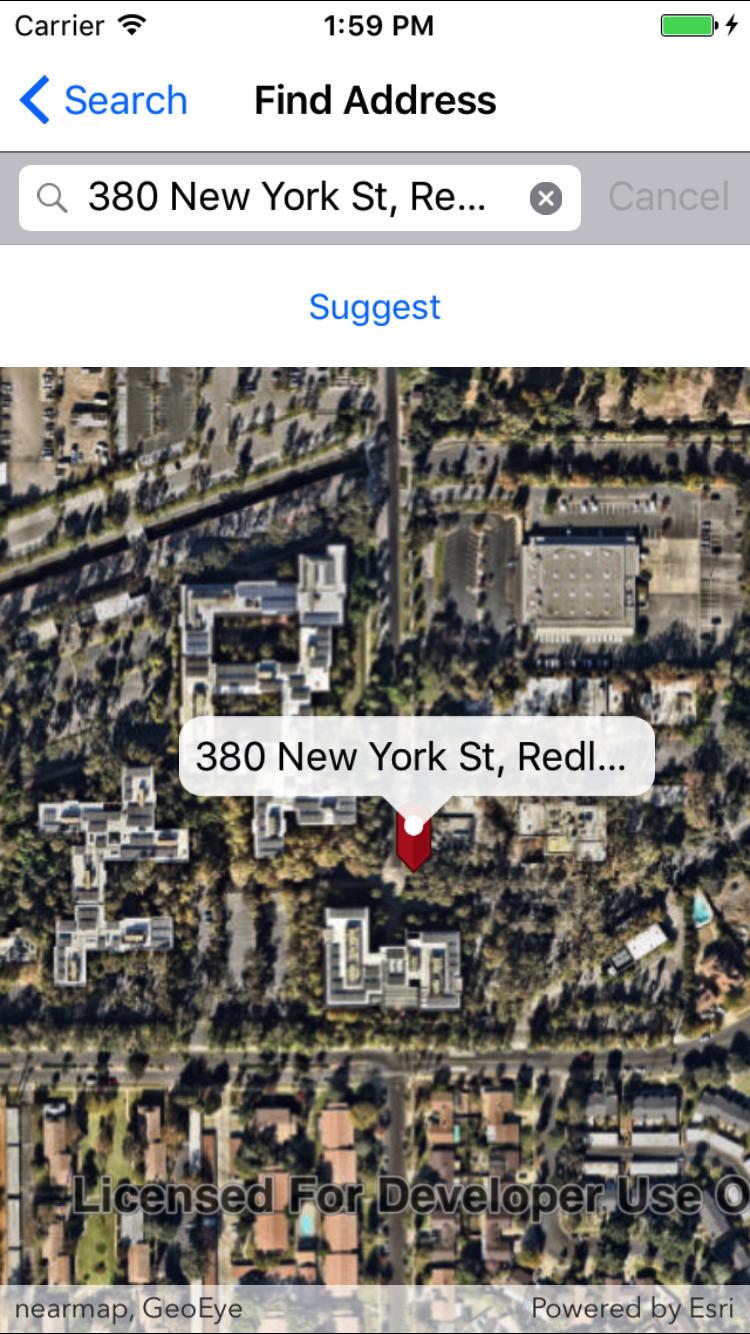 Carrier 1:59 PM
Search Find Address
380 New York St, Re... Cancel
Suggest
380 New York St, Redl...
Licensed For Developer Use O
nearmap, GeoEye Powered by Esri